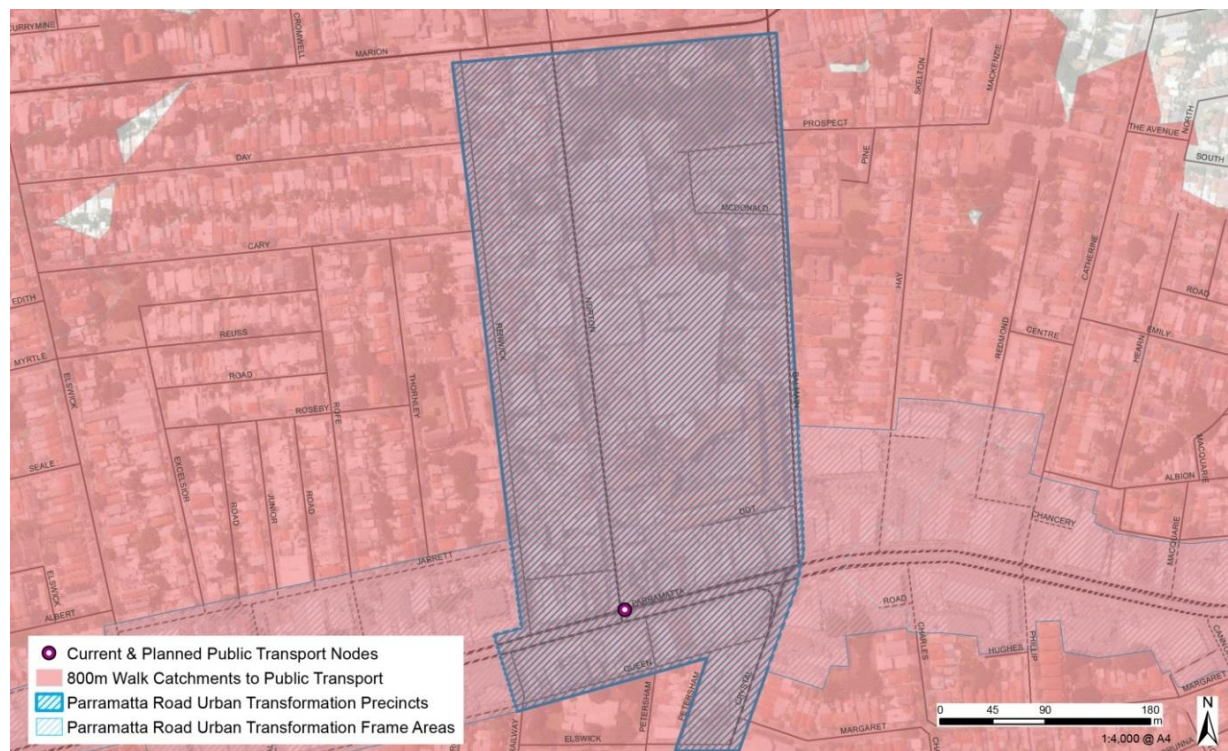 CURRYMINE
CROMWELL
MARION
SKELTON
MACKENZIE
PROSPECT
THE AVENUE
NORTH
SOUTH
PINE
DAY
MCDONALD
CARY
HAY
CATHERINE
EDITH
ROAD
REUSS
NORTON
RENWICK
REDMOND
CENTRE
EMILY
HEARN
MYRTLE
ELSWICK
ROAD
THORNLEY
BALMAIN
ROSEBY
ROFE
MACQUARIE
SEALE
EXCELSIOR
ROAD
JUNIOR
ROAD
ALBION
DOT
CHANCERY
MACQUARIE
JARRETT
ELSWICK
ALBERT
PARRAMATTA
ROAD
CHARLES
PHILLIP
HUGHES
QUEEN
CRYSTAL
PETERSHAM
PETERSHAM
RAILWAY
ELSWICK
MARGARET
MARGARET
Current & Planned Public Transport Nodes
800m Walk Catchments to Public Transport
Parramatta Road Urban Transformation Precincts
Parramatta Road Urban Transformation Frame Areas
0 45 90 180
m
N
1:4,000 @ A4